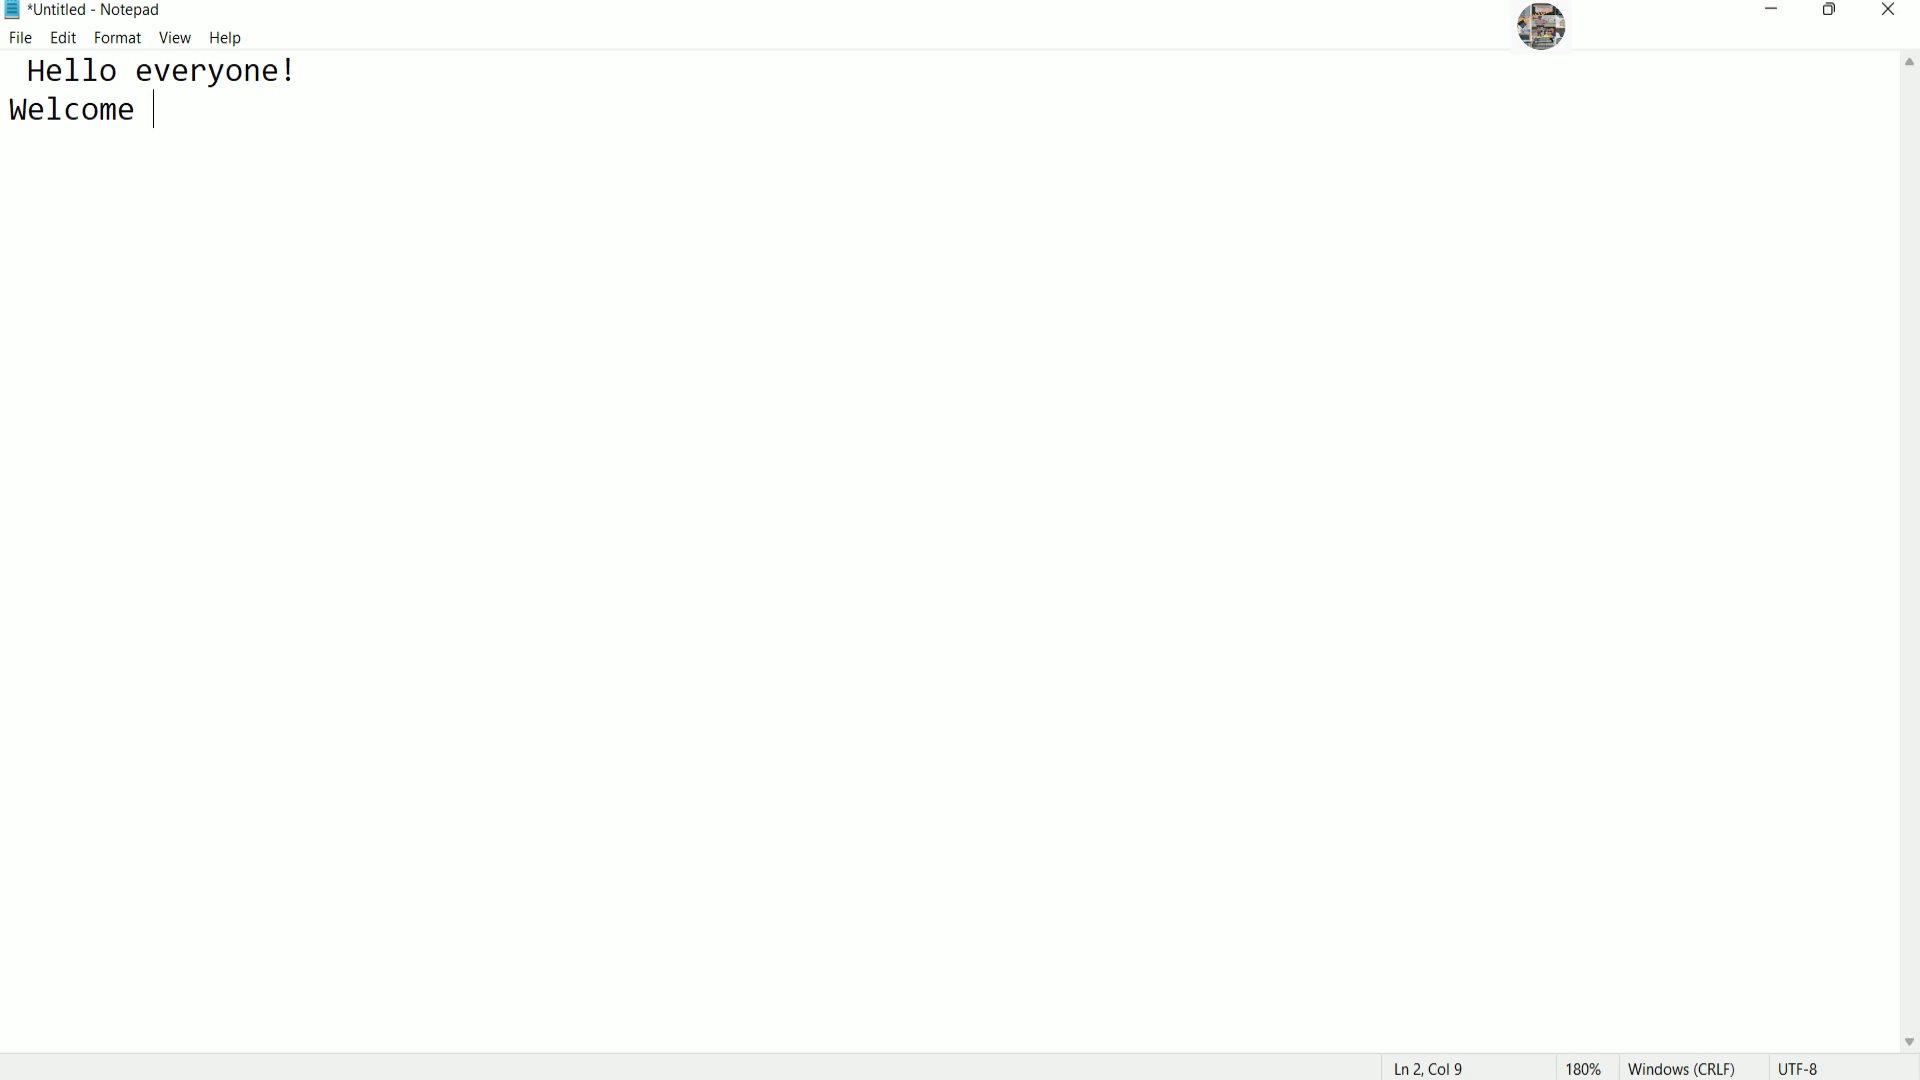 *Untitled - Notepad
File Edit Format View Help
Hello everyone!
Welcome
Ln 2, Col 9 180% Windows (CRLF) UTF-8